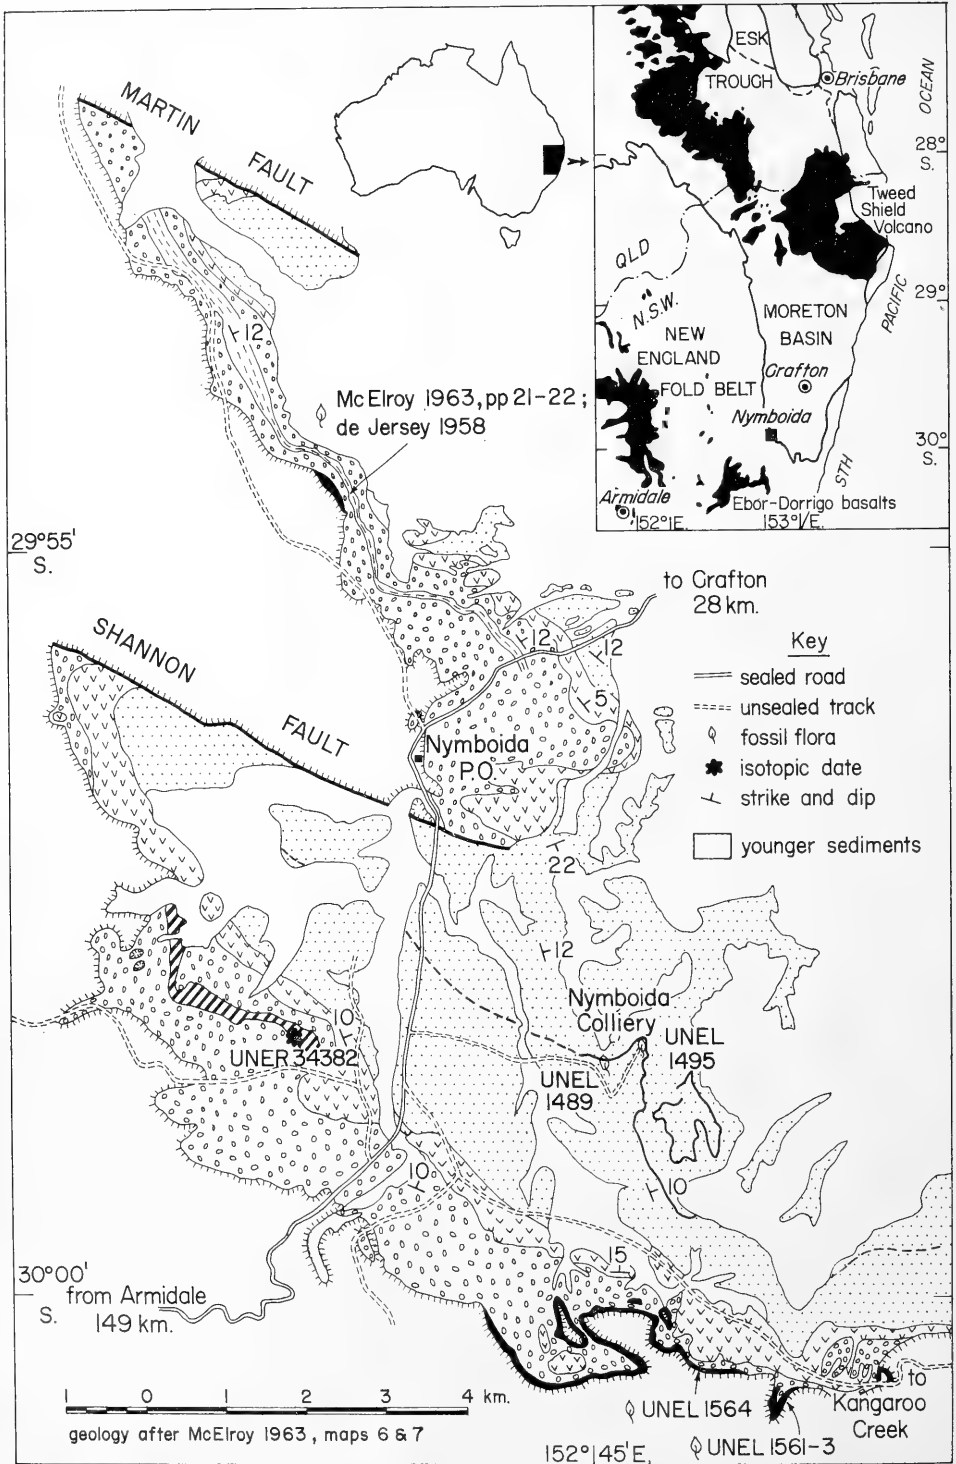 MARTIN
FAULT
ESK
TROUGH
Brisbane
OCEAN
28°
S.
Tweed
Shield
Volcano
QLD
N.S.W.
PACIFIC
29°
MORETON
BASIN
NEW
ENGLAND
FOLD BELT
Grafton
Nymboida
30°
S.
STH
Armidale
Ebor-Dorrigo basalts
152°E.
153°E.
12
McElroy 1963, pp 21-22;
de Jersey 1958
29°55'
S.
to Grafton
28 km.
SHANNON
FAULT
12
12
5
Key
sealed road
unsealed track
fossil flora
isotopic date
strike and dip
younger sediments
Nymboida
P.O.
22
12
Nymboida
Colliery
UNEL
1495
UNEL
1489
10
UNER 34382
10
10
15
30°00'
S.
from Armidale
149 km.
1 0 1 2 3 4 km.
geology after McElroy 1963, maps 6 & 7
to
Kangaroo
Creek
UNEL 1564
UNEL 1561-3
152°45'E.